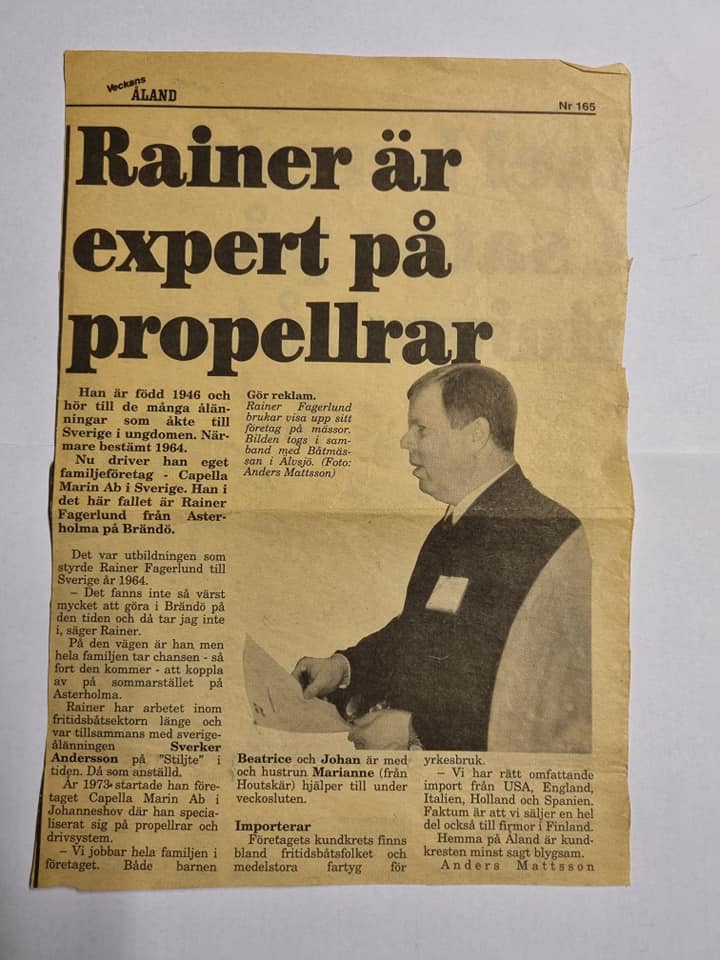 Veckans
ÅLAND
Nr 165
Rainer är
expert på
propellrar
Han är född 1946 och
hör till de många ålän-
ningar som åkte till
Sverige i ungdomen. När-
mare bestämt 1964.
Nu driver han eget
familjeföretag - Capella
Marin Ab i Sverige. Han i
det här fallet är Rainer
Fagerlund från Aster-
holma på Brändö.
Det var utbildningen som
styrde Rainer Fagerlund till
Sverige år 1964.
– Det fanns inte så värst
mycket att göra i Brändö på
den tiden och då tar jag inte
i, säger Rainer.
På den vägen är han men
hela familjen tar chansen - så
fort den kommer - att koppla
av på sommarstället på
Asterholma.
Rainer har arbetet inom
fritidsbåtsektorn länge och
var tillsammans med sverige-
ålänningen Sverker
Andersson på "Stiljte" i
tiden. Då som anställd.
År 1973 startade han före-
taget Capella Marin Ab i
Johanneshov där han specia-
liserat sig på propellrar och
drivsystem.
– Vi jobbar hela familjen i
företaget. Både barnen
Gör reklam.
Rainer Fagerlund
brukar visa upp sitt
företag på mässor.
Bilden togs i sam-
band med Båtmäs-
san i Älvsjö. (Foto:
Anders Mattsson)
Beatrice och Johan är med
och hustrun Marianne (från
Houtskär) hjälper till under
veckosluten.
Importerar
Företagets kundkrets finns
bland fritidsbåtsfolket och
medelstora fartyg för
yrkesbruk.
– Vi har rätt omfattande
import från USA, England,
Italien, Holland och Spanien.
Faktum är att vi säljer en hel
del också till firmor i Finland.
Hemma på Åland är kund-
kresten minst sagt blygsam.
Anders Mattsson